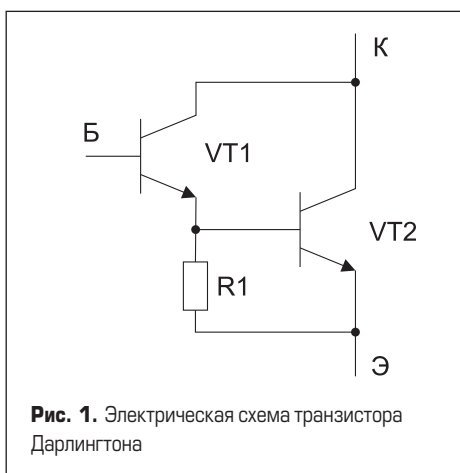 К
Б
VT1
VT2
R1
Э
Рис. 1. Электрическая схема транзистора
Дарлингтона